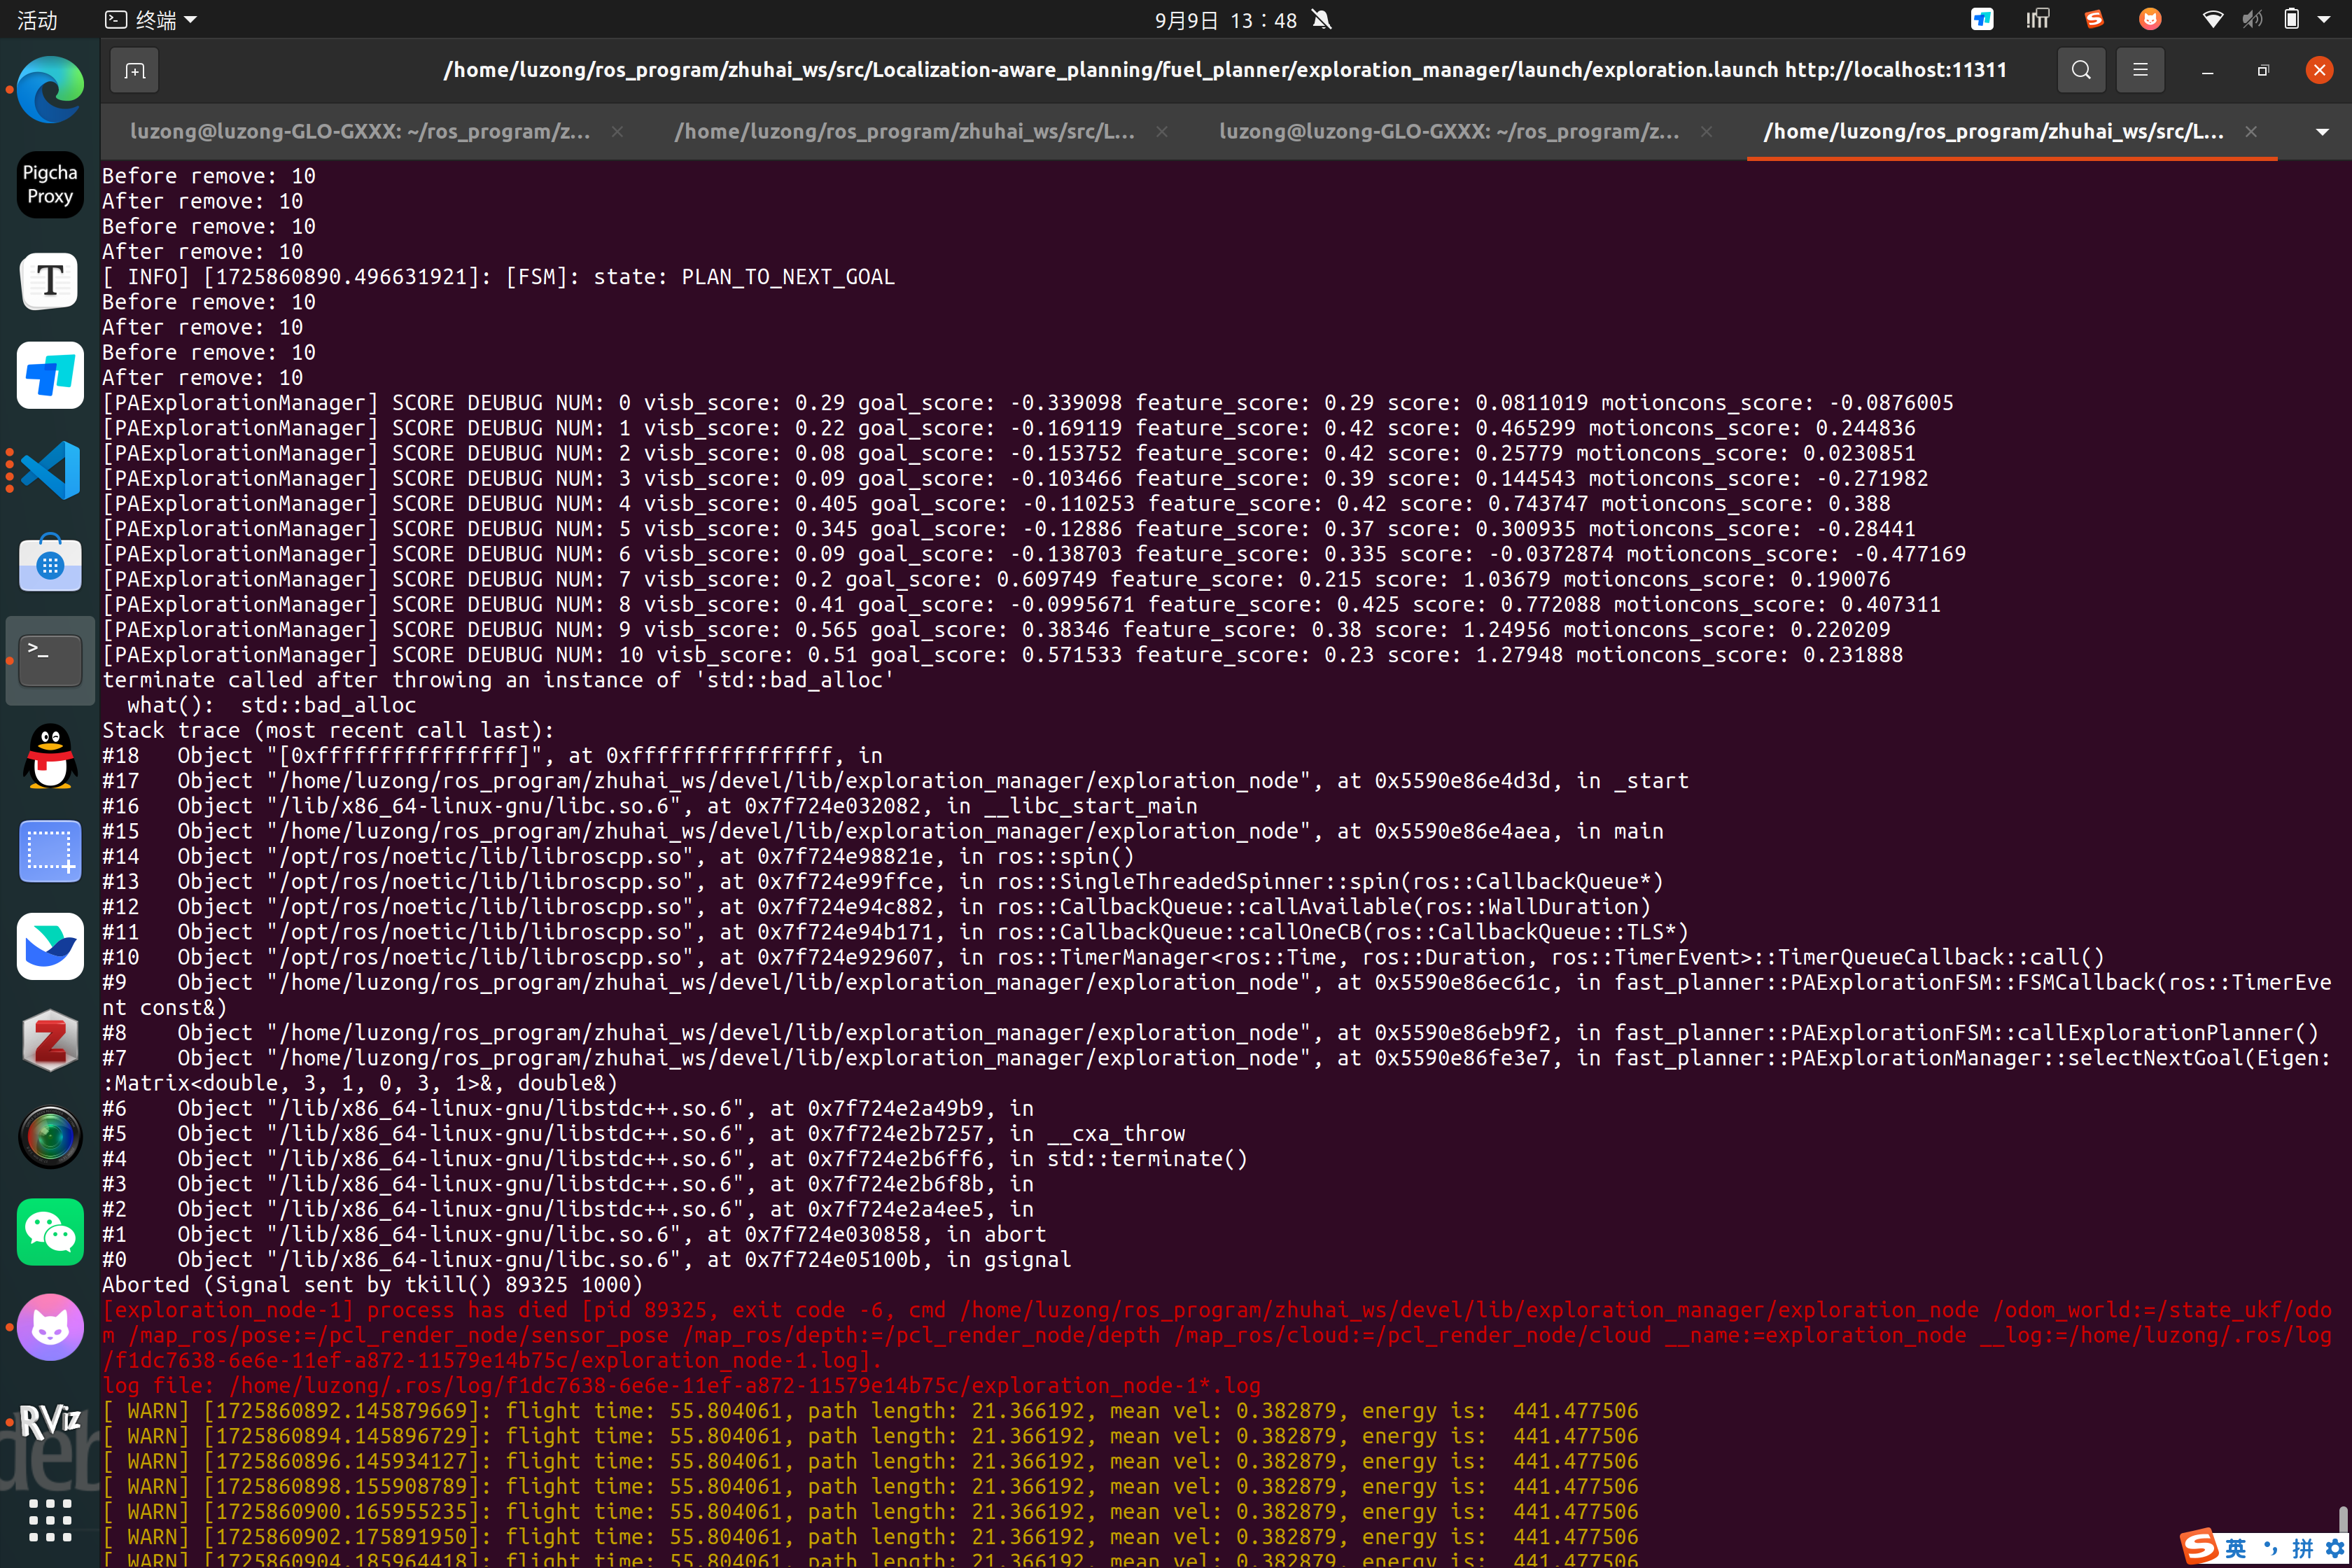 活动
终端
9月9日 13:48
/home/luzong/ros_program/zhuhai_ws/src/Localization-aware_planning/fuel_planner/exploration_manager/launch/exploration.launch http://localhost:11311
luzong@luzong-GLO-GXXX: ~/ros_program/z...
/home/luzong/ros_program/zhuhai_ws/src/L...
luzong@luzong-GLO-GXXX: ~/ros_program/z...
/home/luzong/ros_program/zhuhai_ws/src/L...
Pigcha
Proxy
T
Z
RViz
Before remove: 10
After remove: 10
Before remove: 10
After remove: 10
[ INFO] [1725860890.496631921]: [FSM]: state: PLAN_TO_NEXT_GOAL
Before remove: 10
After remove: 10
Before remove: 10
After remove: 10
[PAExplorationManager] SCORE DEUBUG NUM: 0 visb_score: 0.29 goal_score: -0.339098 feature_score: 0.29 score: 0.0811019 motioncons_score: -0.0876005
[PAExplorationManager] SCORE DEUBUG NUM: 1 visb_score: 0.22 goal_score: -0.169119 feature_score: 0.42 score: 0.465299 motioncons_score: 0.244836
[PAExplorationManager] SCORE DEUBUG NUM: 2 visb_score: 0.08 goal_score: -0.153752 feature_score: 0.42 score: 0.25779 motioncons_score: 0.0230851
[PAExplorationManager] SCORE DEUBUG NUM: 3 visb_score: 0.09 goal_score: -0.103466 feature_score: 0.39 score: 0.144543 motioncons_score: -0.271982
[PAExplorationManager] SCORE DEUBUG NUM: 4 visb_score: 0.405 goal_score: -0.110253 feature_score: 0.42 score: 0.743747 motioncons_score: 0.388
[PAExplorationManager] SCORE DEUBUG NUM: 5 visb_score: 0.345 goal_score: -0.12886 feature_score: 0.37 score: 0.300935 motioncons_score: -0.28441
[PAExplorationManager] SCORE DEUBUG NUM: 6 visb_score: 0.09 goal_score: -0.138703 feature_score: 0.335 score: -0.0372874 motioncons_score: -0.477169
[PAExplorationManager] SCORE DEUBUG NUM: 7 visb_score: 0.2 goal_score: 0.609749 feature_score: 0.215 score: 1.03679 motioncons_score: 0.190076
[PAExplorationManager] SCORE DEUBUG NUM: 8 visb_score: 0.41 goal_score: -0.0995671 feature_score: 0.425 score: 0.772088 motioncons_score: 0.407311
[PAExplorationManager] SCORE DEUBUG NUM: 9 visb_score: 0.565 goal_score: 0.38346 feature_score: 0.38 score: 1.24956 motioncons_score: 0.220209
[PAExplorationManager] SCORE DEUBUG NUM: 10 visb_score: 0.51 goal_score: 0.571533 feature_score: 0.23 score: 1.27948 motioncons_score: 0.231888
terminate called after throwing an instance of 'std::bad_alloc'
what():  std::bad_alloc
Stack trace (most recent call last):
#18   Object "[0xffffffffffffffff]", at 0xffffffffffffffff, in
#17   Object "/home/luzong/ros_program/zhuhai_ws/devel/lib/exploration_manager/exploration_node", at 0x5590e86e4d3d, in _start
#16   Object "/lib/x86_64-linux-gnu/libc.so.6", at 0x7f724e032082, in __libc_start_main
#15   Object "/home/luzong/ros_program/zhuhai_ws/devel/lib/exploration_manager/exploration_node", at 0x5590e86e4aea, in main
#14   Object "/opt/ros/noetic/lib/libroscpp.so", at 0x7f724e98821e, in ros::spin()
#13   Object "/opt/ros/noetic/lib/libroscpp.so", at 0x7f724e99ffce, in ros::SingleThreadedSpinner::spin(ros::CallbackQueue*)
#12   Object "/opt/ros/noetic/lib/libroscpp.so", at 0x7f724e94c882, in ros::CallbackQueue::callAvailable(ros::WallDuration)
#11   Object "/opt/ros/noetic/lib/libroscpp.so", at 0x7f724e94b171, in ros::CallbackQueue::callOneCB(ros::CallbackQueue::TLS*)
#10   Object "/opt/ros/noetic/lib/libroscpp.so", at 0x7f724e929607, in ros::TimerManager<ros::Time, ros::Duration, ros::TimerEvent>::TimerQueueCallback::call()
#9    Object "/home/luzong/ros_program/zhuhai_ws/devel/lib/exploration_manager/exploration_node", at 0x5590e86ec61c, in fast_planner::PAExplorationFSM::FSMCallback(ros::TimerEve
nt const&)
#8    Object "/home/luzong/ros_program/zhuhai_ws/devel/lib/exploration_manager/exploration_node", at 0x5590e86eb9f2, in fast_planner::PAExplorationFSM::callExplorationPlanner()
#7    Object "/home/luzong/ros_program/zhuhai_ws/devel/lib/exploration_manager/exploration_node", at 0x5590e86fe3e7, in fast_planner::PAExplorationManager::selectNextGoal(Eigen:
:Matrix<double, 3, 1, 0, 3, 1>&, double&)
#6    Object "/lib/x86_64-linux-gnu/libstdc++.so.6", at 0x7f724e2a49b9, in
#5    Object "/lib/x86_64-linux-gnu/libstdc++.so.6", at 0x7f724e2b7257, in __cxa_throw
#4    Object "/lib/x86_64-linux-gnu/libstdc++.so.6", at 0x7f724e2b6ff6, in std::terminate()
#3    Object "/lib/x86_64-linux-gnu/libstdc++.so.6", at 0x7f724e2b6f8b, in
#2    Object "/lib/x86_64-linux-gnu/libstdc++.so.6", at 0x7f724e2a4ee5, in
#1    Object "/lib/x86_64-linux-gnu/libc.so.6", at 0x7f724e030858, in abort
#0    Object "/lib/x86_64-linux-gnu/libc.so.6", at 0x7f724e05100b, in gsignal
Aborted (Signal sent by tkill() 89325 1000)
[exploration_node-1] process has died [pid 89325, exit code -6, cmd /home/luzong/ros_program/zhuhai_ws/devel/lib/exploration_manager/exploration_node /odom_world:=/state_ukf/odo
m /map_ros/pose:=/pcl_render_node/sensor_pose /map_ros/depth:=/pcl_render_node/depth /map_ros/cloud:=/pcl_render_node/cloud __name:=exploration_node __log:=/home/luzong/.ros/log
/f1dc7638-6e6e-11ef-a872-11579e14b75c/exploration_node-1.log].
log file: /home/luzong/.ros/log/f1dc7638-6e6e-11ef-a872-11579e14b75c/exploration_node-1*.log
[ WARN] [1725860892.145879669]: flight time: 55.804061, path length: 21.366192, mean vel: 0.382879, energy is:  441.477506
[ WARN] [1725860894.145896729]: flight time: 55.804061, path length: 21.366192, mean vel: 0.382879, energy is:  441.477506
[ WARN] [1725860896.145934127]: flight time: 55.804061, path length: 21.366192, mean vel: 0.382879, energy is:  441.477506
[ WARN] [1725860898.155908789]: flight time: 55.804061, path length: 21.366192, mean vel: 0.382879, energy is:  441.477506
[ WARN] [1725860900.165955235]: flight time: 55.804061, path length: 21.366192, mean vel: 0.382879, energy is:  441.477506
[ WARN] [1725860902.175891950]: flight time: 55.804061, path length: 21.366192, mean vel: 0.382879, energy is:  441.477506
[ WARN] [1725860904.185964418]: flight time: 55.804061, path length: 21.366192, mean vel: 0.382879, energy is:  441.477506
英 拼